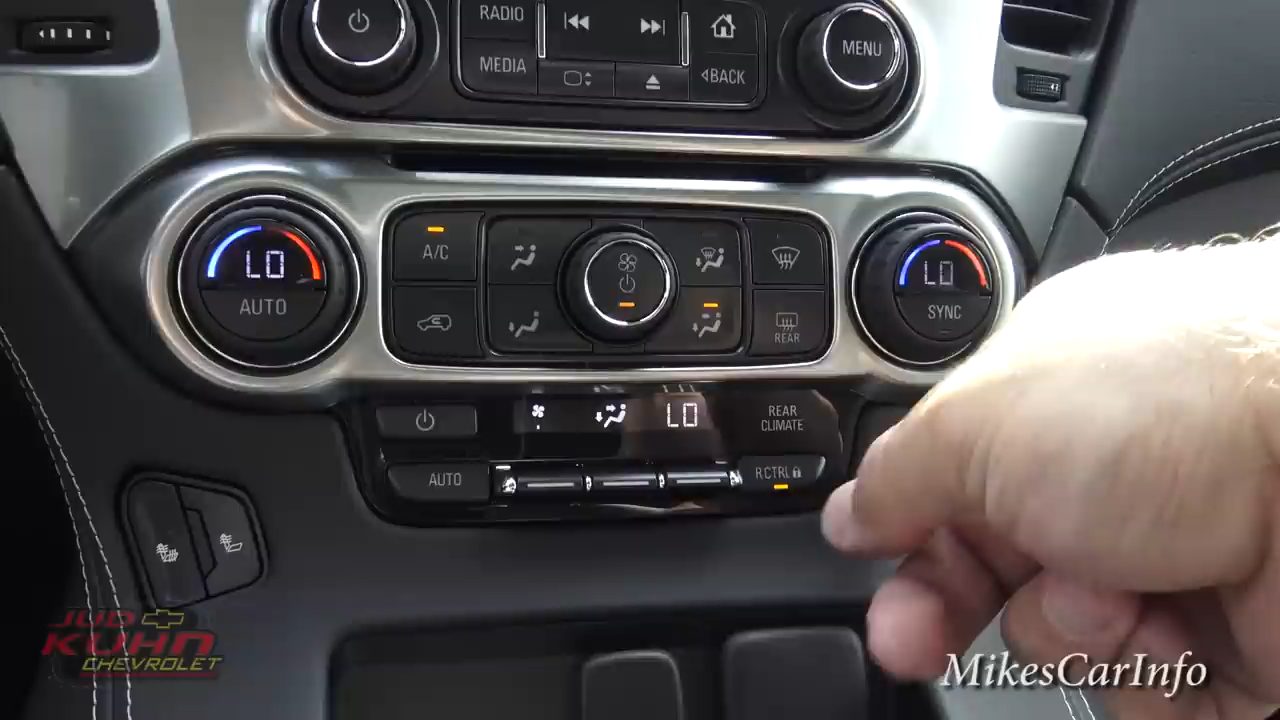 RADIO
MEDIA
BACK
MENU
A/C
LO
AUTO
REAR
LO
SYNC
LO
REAR
CLIMATE
AUTO
R CTRL
JUD
KUHN
CHEVROLET
MikesCarInfo